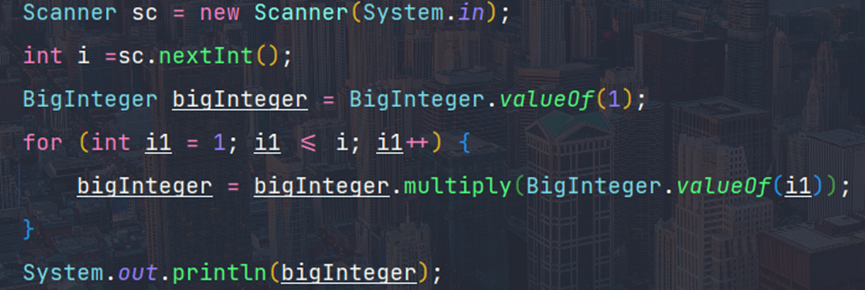 Scanner sc = new Scanner(System.in);
int i =sc.nextInt();
BigInteger bigInteger = BigInteger.valueOf(1);
for (int i1 = 1; i1 <= i; i1++) {
    bigInteger = bigInteger.multiply(BigInteger.valueOf(i1));
}
System.out.println(bigInteger);